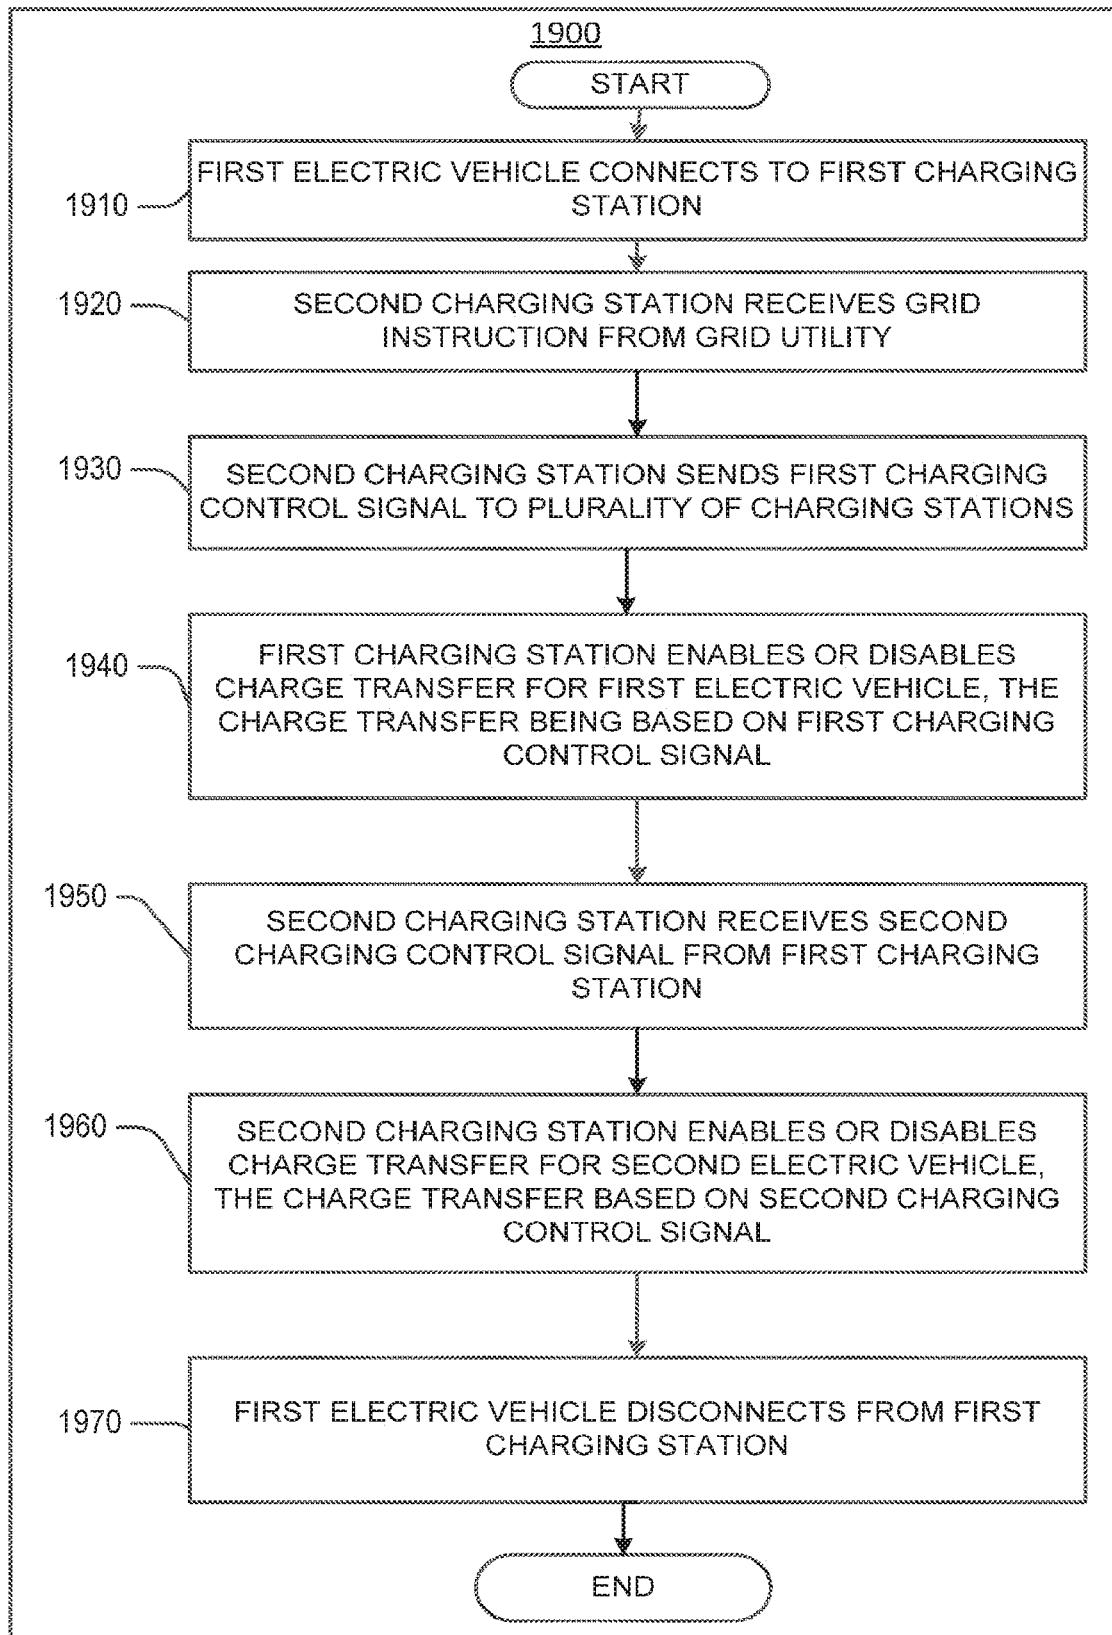 1900
START
FIRST ELECTRIC VEHICLE CONNECTS TO FIRST CHARGING
STATION
1910
SECOND CHARGING STATION RECEIVES GRID
INSTRUCTION FROM GRID UTILITY
1920
SECOND CHARGING STATION SENDS FIRST CHARGING
CONTROL SIGNAL TO PLURALITY OF CHARGING STATIONS
1930
FIRST CHARGING STATION ENABLES OR DISABLES
CHARGE TRANSFER FOR FIRST ELECTRIC VEHICLE, THE
CHARGE TRANSFER BEING BASED ON FIRST CHARGING
CONTROL SIGNAL
1940
SECOND CHARGING STATION RECEIVES SECOND
CHARGING CONTROL SIGNAL FROM FIRST CHARGING
STATION
1950
SECOND CHARGING STATION ENABLES OR DISABLES
CHARGE TRANSFER FOR SECOND ELECTRIC VEHICLE,
THE CHARGE TRANSFER BASED ON SECOND CHARGING
CONTROL SIGNAL
1960
FIRST ELECTRIC VEHICLE DISCONNECTS FROM FIRST
CHARGING STATION
1970
END